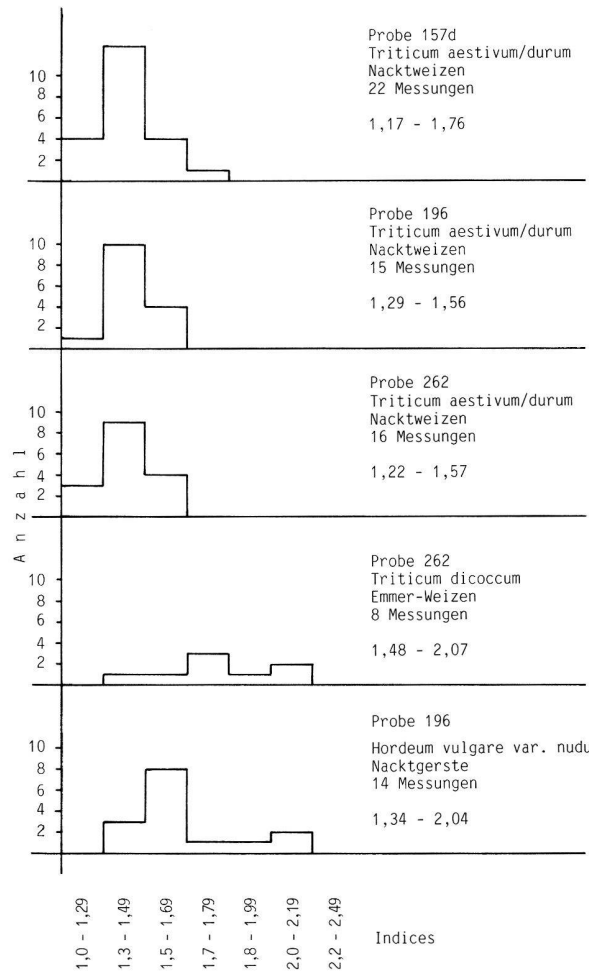 Probe 157d
Triticum aestivum/durum
Nacktweizen
22 Messungen
1,17 - 1,76
10
8
6
4
2
Probe 196
Triticum aestivum/durum
Nacktweizen
15 Messungen
1,29 - 1,56
10
8
6
4
2
Probe 262
Triticum aestivum/durum
Nacktweizen
16 Messungen
1,22 - 1,57
10
8
6
4
2
Anzahl
Probe 262
Triticum dicoccum
Emmer-Weizen
8 Messungen
1,48 - 2,07
10
8
6
4
2
Probe 196
Hordeum vulgare var. nudu
Nacktgerste
14 Messungen
1,34 - 2,04
10
8
6
4
2
1,0 - 1,29
1,3 - 1,49
1,5 - 1,69
1,7 - 1,79
1,8 - 1,99
2,0 - 2,19
2,2 - 2,49
Indices